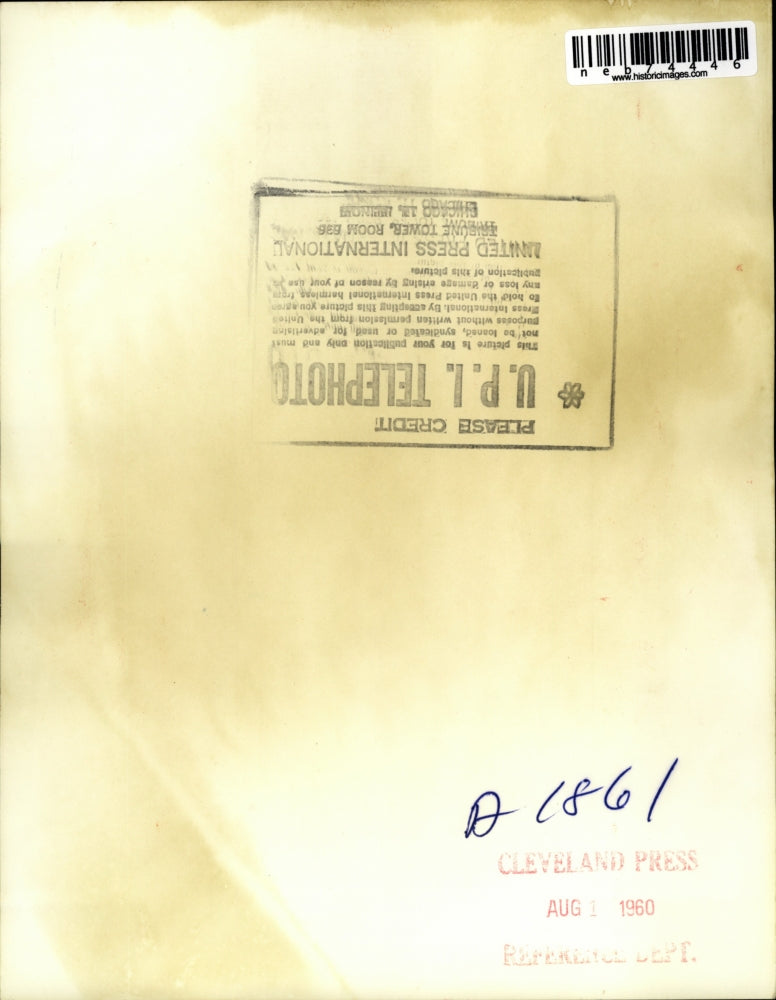 neb74446
www.historicimages.com
PLEASE CREDIT
U.P.I. TELEPHOTO
This picture is for your publication only and must
not be loaned, syndicated or used for advertising
purposes without written permission from the United
Press International. By accepting this picture you agree
to hold the United Press International harmless from
any loss or damage arising by reason of your use of
publication of this picture.
UNITED PRESS INTERNATIONAL
TRIBUNE TOWER, ROOM 636
CHICAGO 11, ILLINOIS
A 1861
CLEVELAND PRESS
AUG 1 1960
REFERENCE DEPT.